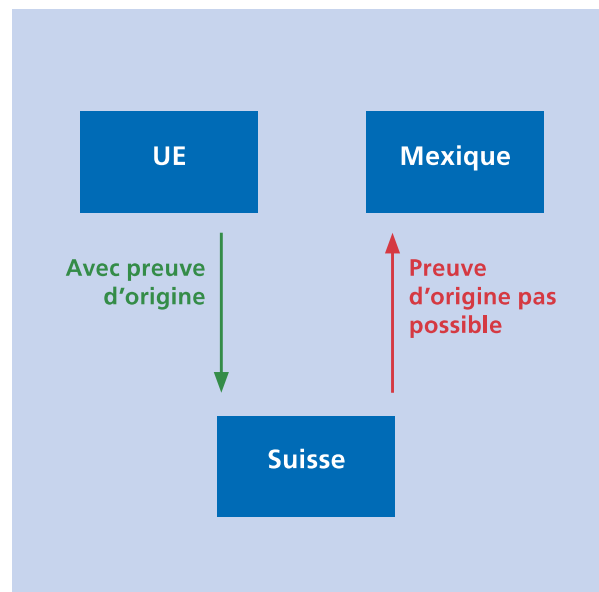 UE
Mexique
Avec preuve
d’origine
Preuve
d’origine pas
possible
Suisse